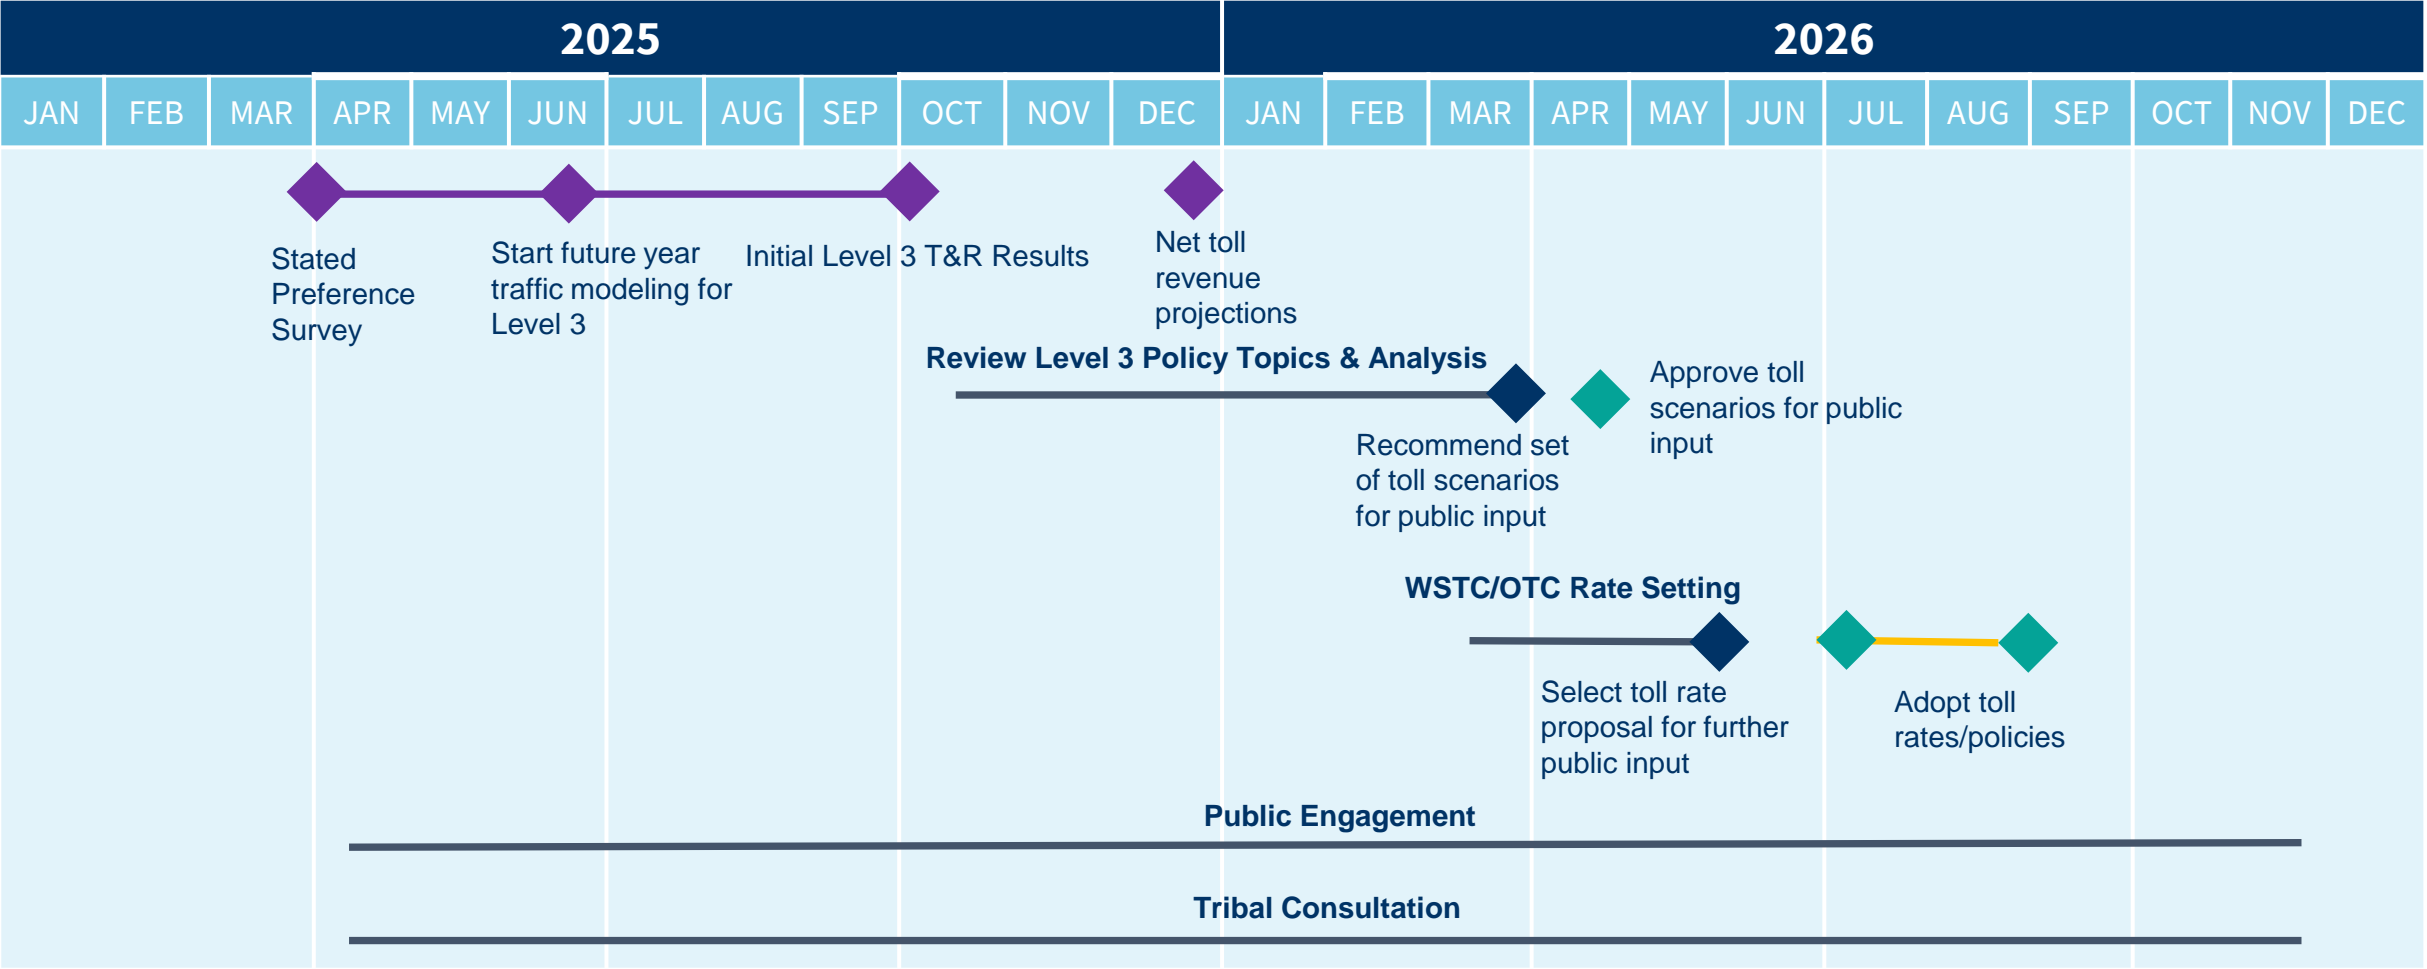 2025 2026
JAN FEB MAR APR MAY JUN JUL AUG SEP OCT NOV DEC JAN FEB MAR APR MAY JUN JUL AUG SEP OCT NOV DEC
Stated
Preference
Survey
Start future year
traffic modeling for
Level 3
Initial Level 3 T&R Results
Net toll
revenue
projections
Review Level 3 Policy Topics & Analysis
Recommend set
of toll scenarios
for public input
Approve toll
scenarios for public
input
WSTC/OTC Rate Setting
Select toll rate
proposal for further
public input
Adopt toll
rates/policies
Public Engagement
Tribal Consultation